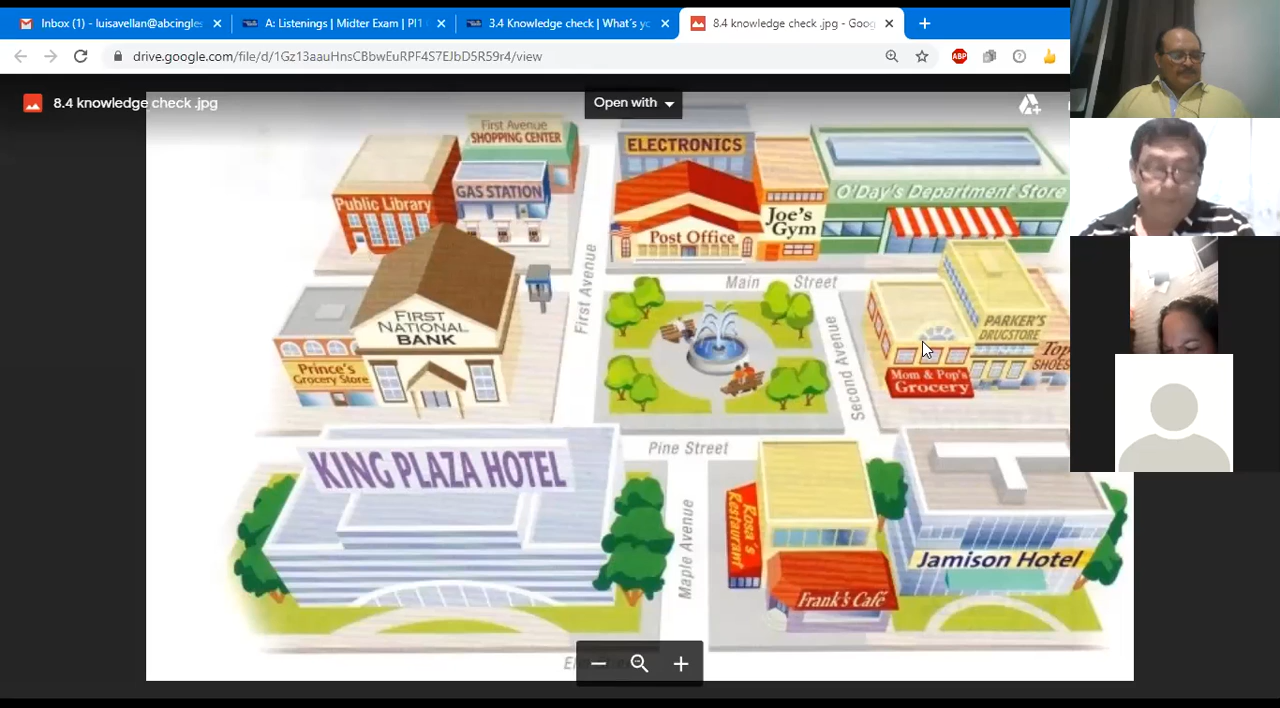 Inbox (1) - luisavellan@abcingles
A: Listenings | Midter Exam | PI1
3.4 Knowledge check | What´s yo
8.4 knowledge check .jpg - Goog
drive.google.com/file/d/1Gz13aauHnsCBbwEuRPF4S7EJbD5R59r4/view
ABP
8.4 knowledge check .jpg
Open with
First Avenue
SHOPPING CENTER
ELECTRONICS
GAS STATION
O'Day's Department Store
Public Library
Joe's
Gym
Post Office
First Avenue
Main Street
FIRST
NATIONAL
BANK
PARKER'S
DRUGSTORE
Top
SHOES
Prince's
Grocery Store
Second Avenue
Mom & Pop's
Grocery
Pine Street
KING PLAZA HOTEL
Rosa's
Restaurant
Maple Avenue
Jamison Hotel
Frank's Café